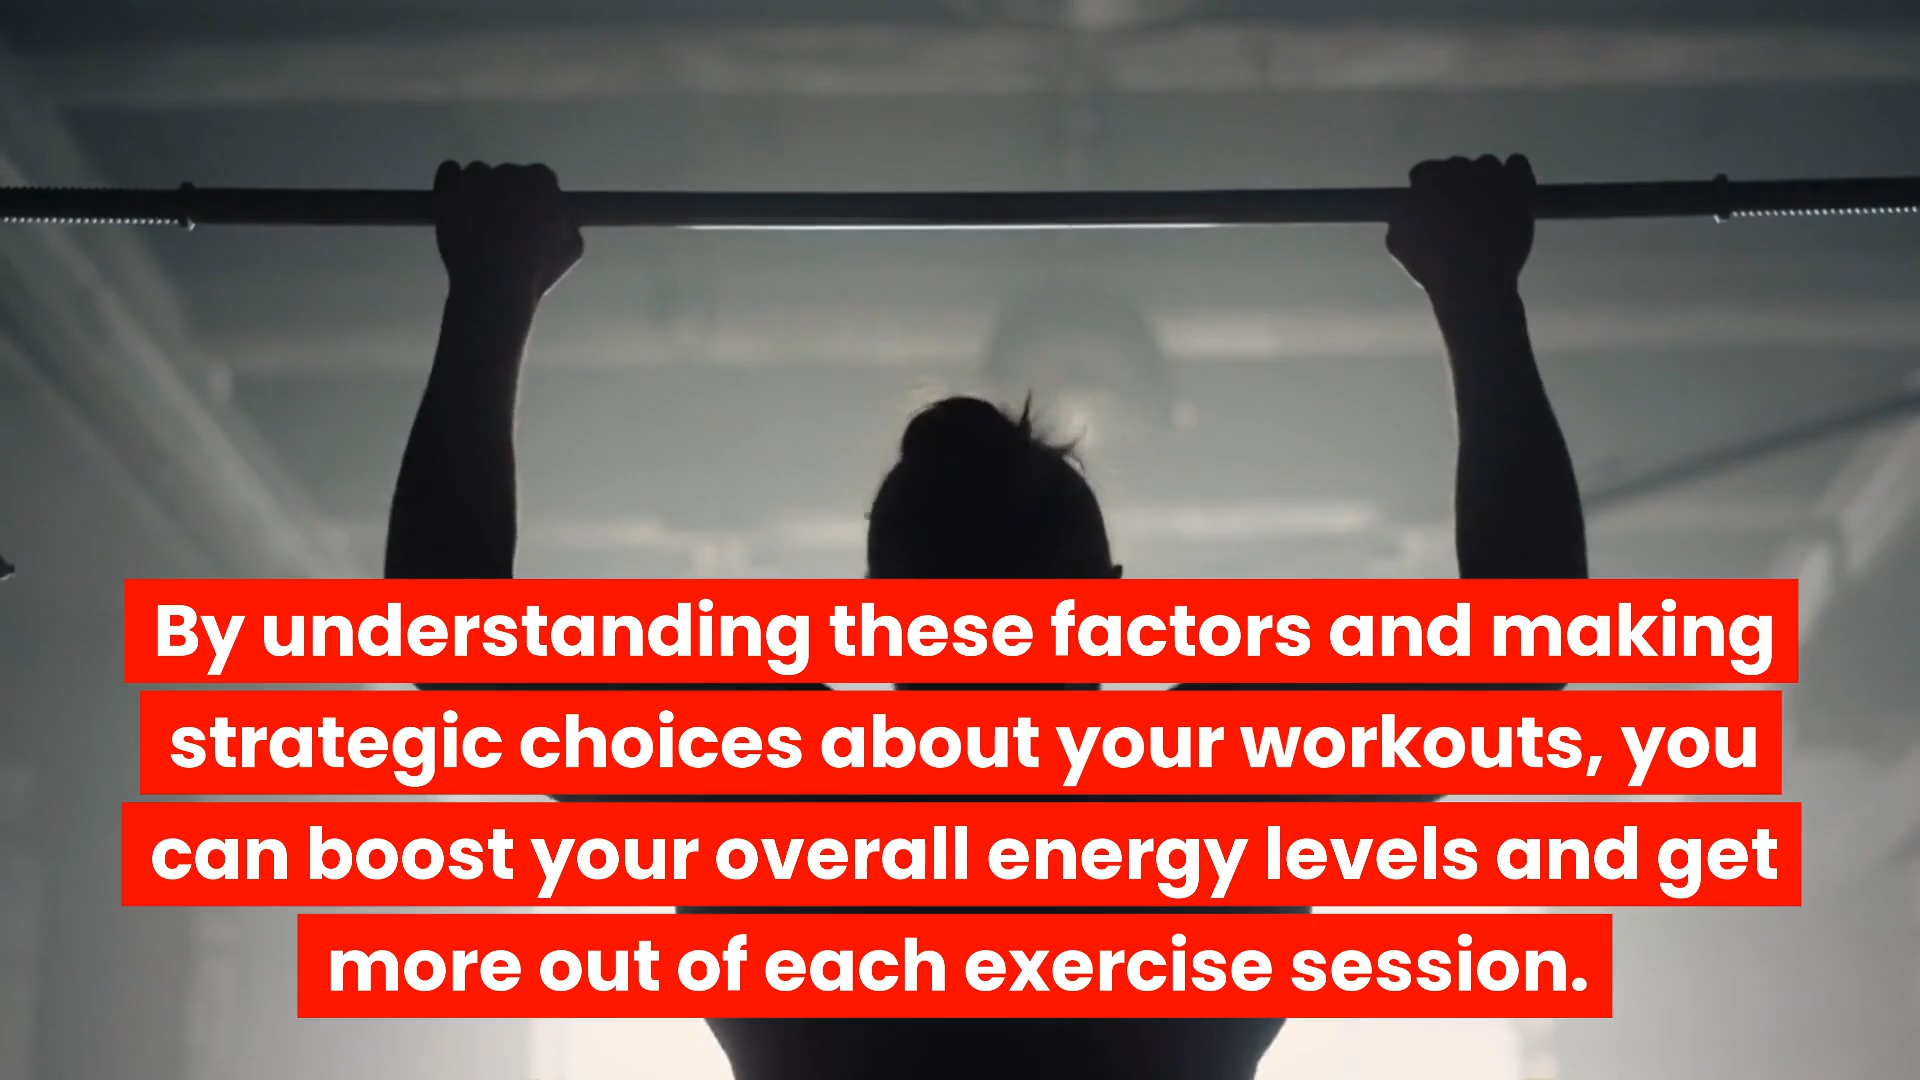 By understanding these factors and making
strategic choices about your workouts, you
can boost your overall energy levels and get
more out of each exercise session.